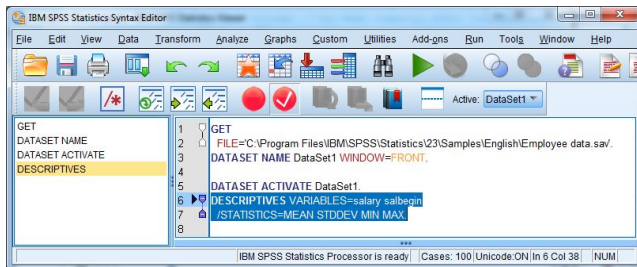 IBM SPSS Statistics Syntax Editor
File Edit View Data Transform Analyze Graphs Custom Utilities Add-ons Run Tools Window Help
Active: DataSet1
GET
DATASET NAME
DATASET ACTIVATE
DESCRIPTIVES
1 GET
2 FILE='C:\Program Files\IBM\SPSS\Statistics\23\Samples\English\Employee data.sav'.
3 DATASET NAME DataSet1 WINDOW=FRONT.
4
5 DATASET ACTIVATE DataSet1.
6 DESCRIPTIVES VARIABLES=salary salbegin
7 /STATISTICS=MEAN STDDEV MIN MAX.
8
IBM SPSS Statistics Processor is ready Cases: 100 Unicode:ON In 6 Col 38 NUM